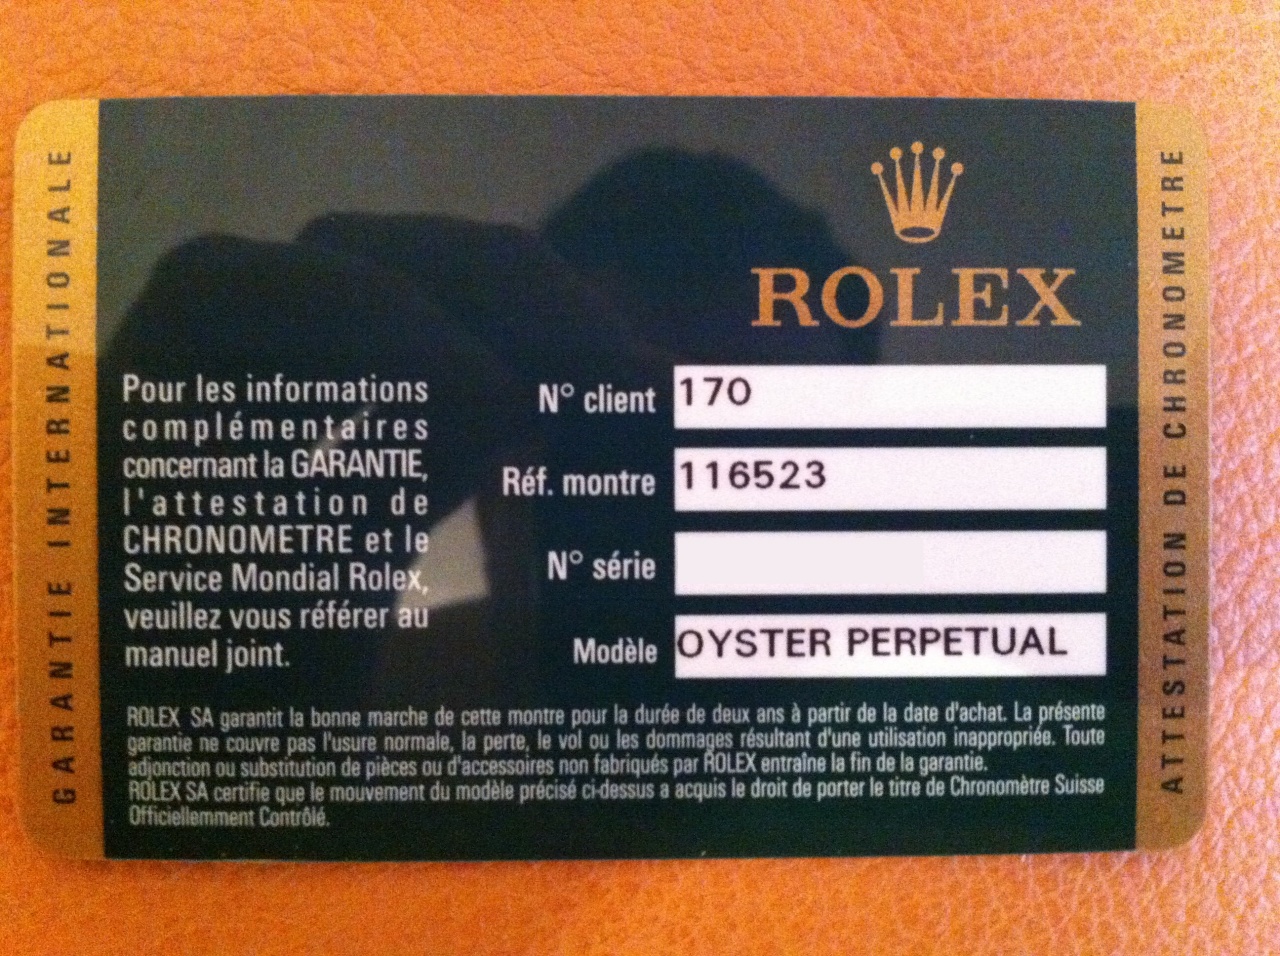 GARANTIE INTERNATIONALE
ROLEX
Pour les informations
complémentaires
concernant la GARANTIE,
l'attestation de
CHRONOMETRE et le
Service Mondial Rolex,
veuillez vous référer au
manuel joint.
N° client 170
Réf. montre 116523
N° série
Modèle OYSTER PERPETUAL
ROLEX SA garantit la bonne marche de cette montre pour la durée de deux ans à partir de la date d'achat. La présente
garantie ne couvre pas l'usure normale, la perte, le vol ou les dommages résultant d'une utilisation inappropriée. Toute
adjonction ou substitution de pièces ou d'accessoires non fabriqués par ROLEX entraîne la fin de la garantie.
ROLEX SA certifie que le mouvement du modèle précisé ci-dessus a acquis le droit de porter le titre de Chronomètre Suisse
Officiellemment Contrôlé.
ATTESTATION DE CHRONOMETRE